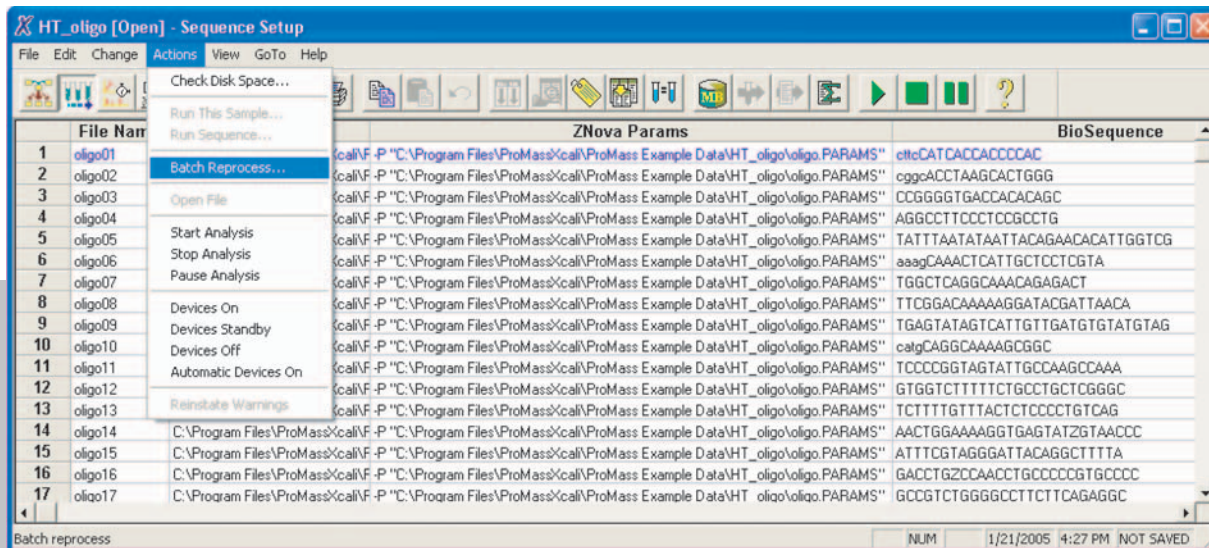 HT_oligo [Open] - Sequence Setup
File Edit Change Actions View GoTo Help
Check Disk Space...
Run This Sample...
Run Sequence...
Batch Reprocess...
Open File
Start Analysis
Stop Analysis
Pause Analysis
Devices On
Devices Standby
Devices Off
Automatic Devices On
Reinstate Warnings
MB
File Nam ZNova Params BioSequence
1 oligo01 Xcali\F -P "C:\Program Files\ProMassXcali\ProMass Example Data\HT_oligo\oligo.PARAMS" cttcCATCACCACCCCAC
2 oligo02 Xcali\F -P "C:\Program Files\ProMassXcali\ProMass Example Data\HT_oligo\oligo.PARAMS" cggcACCTAAGCACTGGG
3 oligo03 Xcali\F -P "C:\Program Files\ProMassXcali\ProMass Example Data\HT_oligo\oligo.PARAMS" CCGGGGTGACCACACAGC
4 oligo04 Xcali\F -P "C:\Program Files\ProMassXcali\ProMass Example Data\HT_oligo\oligo.PARAMS" AGGCCTTCCCTCCGCCTG
5 oligo05 Xcali\F -P "C:\Program Files\ProMassXcali\ProMass Example Data\HT_oligo\oligo.PARAMS" TATTTAATATAATTACAGAACACATTGGTCG
6 oligo06 Xcali\F -P "C:\Program Files\ProMassXcali\ProMass Example Data\HT_oligo\oligo.PARAMS" aaagCAAACTCATTGCTCCTCGTA
7 oligo07 Xcali\F -P "C:\Program Files\ProMassXcali\ProMass Example Data\HT_oligo\oligo.PARAMS" TGGCTCAGGCAAACAGAGACT
8 oligo08 Xcali\F -P "C:\Program Files\ProMassXcali\ProMass Example Data\HT_oligo\oligo.PARAMS" TTCGGACAAAAAGGATACGATTAACA
9 oligo09 Xcali\F -P "C:\Program Files\ProMassXcali\ProMass Example Data\HT_oligo\oligo.PARAMS" TGAGTATAGTCATTGTTGATGTGTATGTAG
10 oligo10 Xcali\F -P "C:\Program Files\ProMassXcali\ProMass Example Data\HT_oligo\oligo.PARAMS" catgCAGGCAAAAGCGGC
11 oligo11 Xcali\F -P "C:\Program Files\ProMassXcali\ProMass Example Data\HT_oligo\oligo.PARAMS" TCCCCGGTAGTATTGCCAAGCCAAA
12 oligo12 Xcali\F -P "C:\Program Files\ProMassXcali\ProMass Example Data\HT_oligo\oligo.PARAMS" GTGGTCTTTTTCTGCCTGCTCGGGC
13 oligo13 Xcali\F -P "C:\Program Files\ProMassXcali\ProMass Example Data\HT_oligo\oligo.PARAMS" TCTTTTGTTTACTCTCCCCTGTCAG
14 oligo14 C:\Program Files\ProMassXcali\F -P "C:\Program Files\ProMassXcali\ProMass Example Data\HT_oligo\oligo.PARAMS" AACTGGAAAAGGTGAGTATZGTAACCC
15 oligo15 C:\Program Files\ProMassXcali\F -P "C:\Program Files\ProMassXcali\ProMass Example Data\HT_oligo\oligo.PARAMS" ATTTCGTAGGGATTACAGGCTTTTA
16 oligo16 C:\Program Files\ProMassXcali\F -P "C:\Program Files\ProMassXcali\ProMass Example Data\HT_oligo\oligo.PARAMS" GACCTGZCCAACCTGCCCCCGTGCCCC
17 oligo17 C:\Program Files\ProMassXcali\F -P "C:\Program Files\ProMassXcali\ProMass Example Data\HT_oligo\oligo.PARAMS" GCCGTCTGGGGCCTTCTTCAGAGGC
Batch reprocess NUM 1/21/2005 4:27 PM NOT SAVED